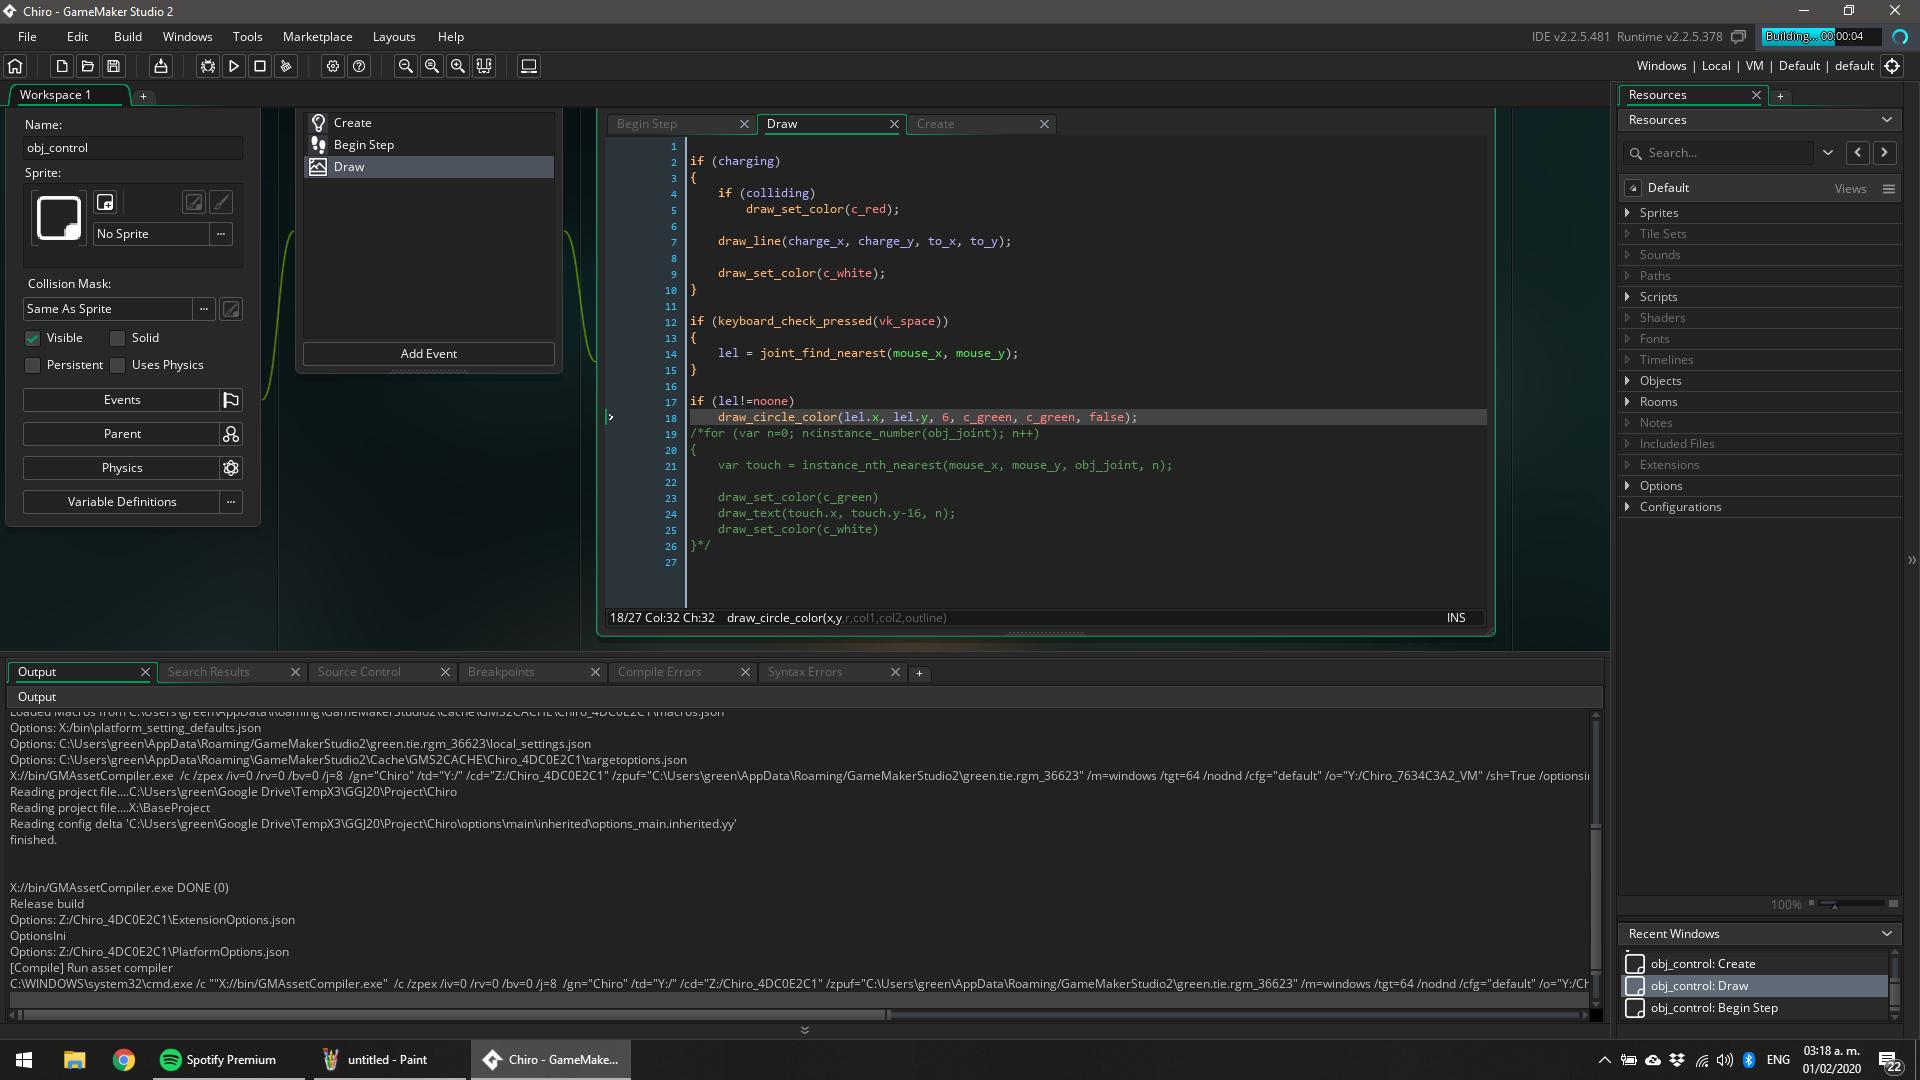 Chiro - GameMaker Studio 2
File Edit Build Windows Tools Marketplace Layouts Help
IDE v2.2.5.481 Runtime v2.2.5.378
Building... 00:00:04
Windows | Local | VM | Default | default
Workspace 1
Name:
obj_control
Sprite:
No Sprite
Collision Mask:
Same As Sprite
Visible
Solid
Persistent
Uses Physics
Events
Parent
Physics
Variable Definitions
Create
Begin Step
Draw
Add Event
Begin Step Draw Create
1
2 if (charging)
3 {
4 if (colliding)
5 draw_set_color(c_red);
6
7 draw_line(charge_x, charge_y, to_x, to_y);
8
9 draw_set_color(c_white);
10 }
11
12 if (keyboard_check_pressed(vk_space))
13 {
14 lel = joint_find_nearest(mouse_x, mouse_y);
15 }
16
17 if (lel!=noone)
18 draw_circle_color(lel.x, lel.y, 6, c_green, c_green, false);
19 /*for (var n=0; n<instance_number(obj_joint); n++)
20 {
21 var touch = instance_nth_nearest(mouse_x, mouse_y, obj_joint, n);
22
23 draw_set_color(c_green)
24 draw_text(touch.x, touch.y-16, n);
25 draw_set_color(c_white)
26 }*/
27
18/27 Col:32 Ch:32 draw_circle_color(x,y,r,col1,col2,outline) INS
Output Search Results Source Control Breakpoints Compile Errors Syntax Errors
Output
Loaded Macros from C:\Users\green\AppData\Roaming\GameMakerStudio2\Cache\GMS2CACHE\Chiro_4DC0E2C1\macros.json
Options: X:/bin\platform_setting_defaults.json
Options: C:\Users\green\AppData\Roaming/GameMakerStudio2\green.tie.rgm_36623\local_settings.json
Options: C:\Users\green\AppData\Roaming\GameMakerStudio2\Cache\GMS2CACHE\Chiro_4DC0E2C1\targetoptions.json
X://bin/GMAssetCompiler.exe /c /zpex /iv=0 /rv=0 /bv=0 /j=8 /gn="Chiro" /td="Y:/" /cd="Z:/Chiro_4DC0E2C1" /zpuf="C:\Users\green\AppData\Roaming/GameMakerStudio2\green.tie.rgm_36623" /m=windows /tgt=64 /nodnd /cfg="default" /o="Y:/Chiro_7634C3A2_VM" /sh=True /optionsi
Reading project file....C:\Users\green\Google Drive\TempX3\GGJ20\Project\Chiro
Reading project file....X:\BaseProject
Reading config delta 'C:\Users\green\Google Drive\TempX3\GGJ20\Project\Chiro\options\main\inherited\options_main.inherited.yy'
finished.
X://bin/GMAssetCompiler.exe DONE (0)
Release build
Options: Z:/Chiro_4DC0E2C1\ExtensionOptions.json
OptionsIni
Options: Z:/Chiro_4DC0E2C1\PlatformOptions.json
[Compile] Run asset compiler
C:\WINDOWS\system32\cmd.exe /c ""X://bin/GMAssetCompiler.exe" /c /zpex /iv=0 /rv=0 /bv=0 /j=8 /gn="Chiro" /td="Y:/" /cd="Z:/Chiro_4DC0E2C1" /zpuf="C:\Users\green\AppData\Roaming/GameMakerStudio2\green.tie.rgm_36623" /m=windows /tgt=64 /nodnd /cfg="default" /o="Y:/Ch
Resources
Resources
Search...
Default Views
Sprites
Tile Sets
Sounds
Paths
Scripts
Shaders
Fonts
Timelines
Objects
Rooms
Notes
Included Files
Extensions
Options
Configurations
100%
Recent Windows
obj_control: Create
obj_control: Draw
obj_control: Begin Step
Spotify Premium
untitled - Paint
Chiro - GameMake...
ENG
03:18 a. m.
01/02/2020
22